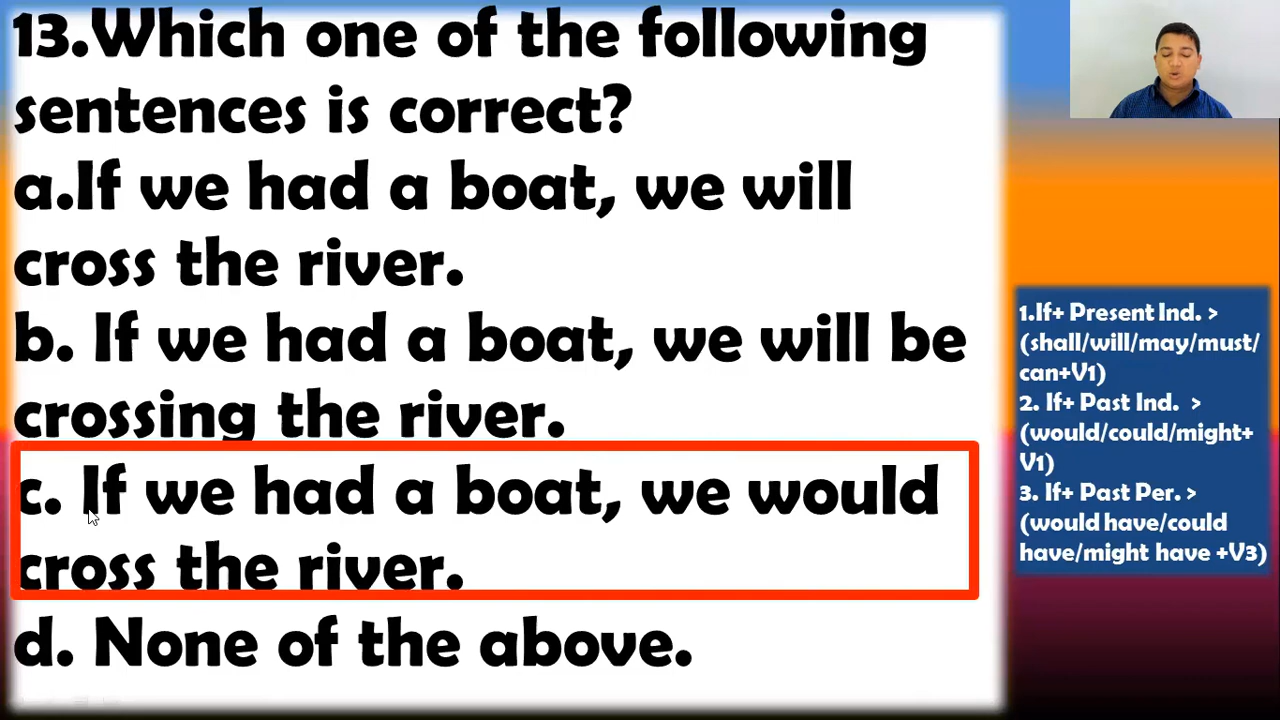 13.Which one of the following
sentences is correct?
a.If we had a boat, we will
cross the river.
b. If we had a boat, we will be
crossing the river.
c. If we had a boat, we would
cross the river.
d. None of the above.
1.If+ Present Ind. >
(shall/will/may/must/
can+V1)
2. If+ Past Ind. >
(would/could/might+
V1)
3. If+ Past Per. >
(would have/could
have/might have +V3)